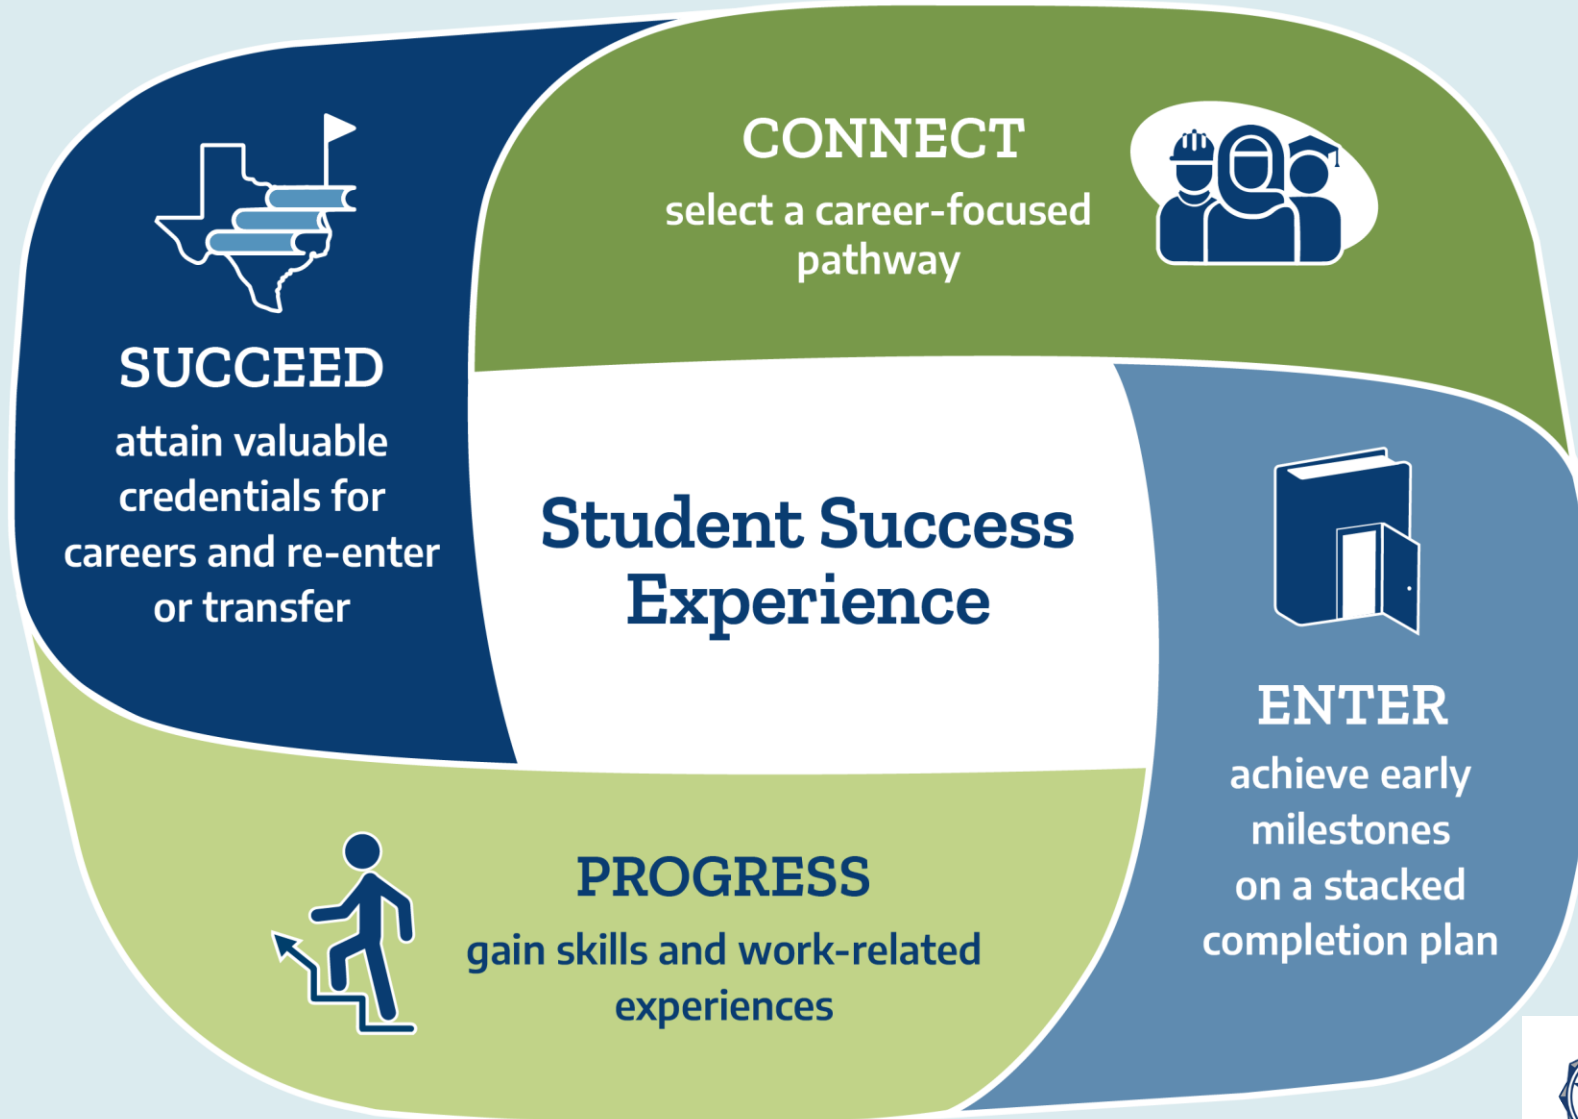 CONNECT
select a career-focused
pathway
ENTER
achieve early
milestones
on a stacked
completion plan
PROGRESS
gain skills and work-related
experiences
SUCCEED
attain valuable
credentials for
careers and re-enter
or transfer
Student Success
Experience